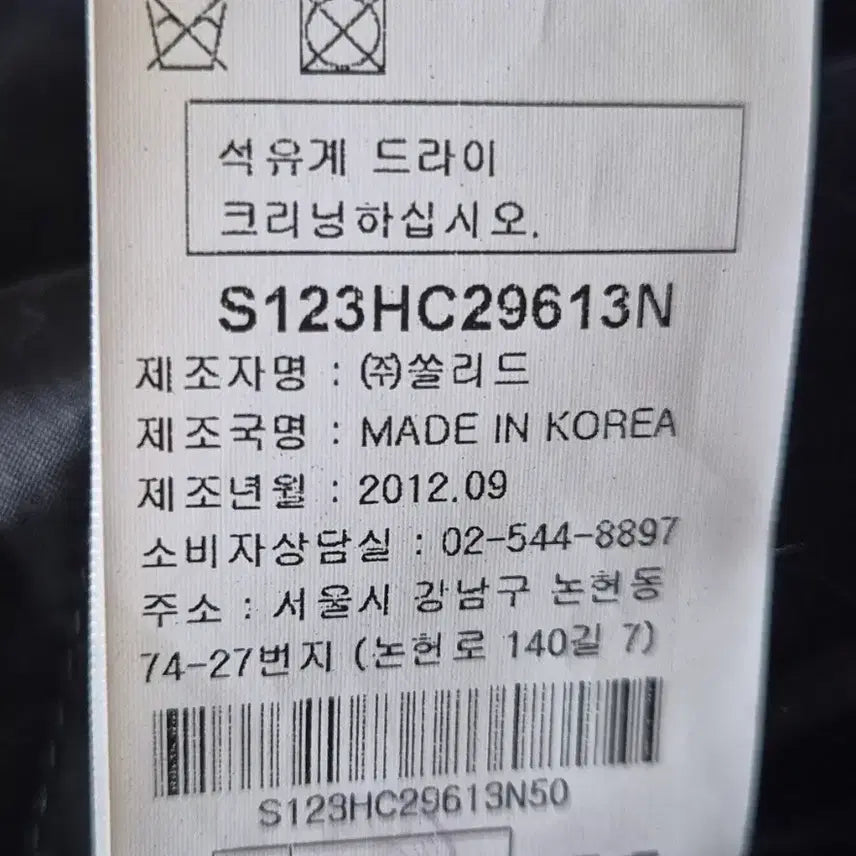 석유계 드라이
크리닝하십시오.
S123HC29613N
제조자명 : ㈜쏠리드
제조국명 : MADE IN KOREA
제조년월 : 2012.09
소비자상담실 : 02-544-8897
주소 : 서울시 강남구 논현동
74-27번지 (논현로 140길 7)
S123HC29613N50